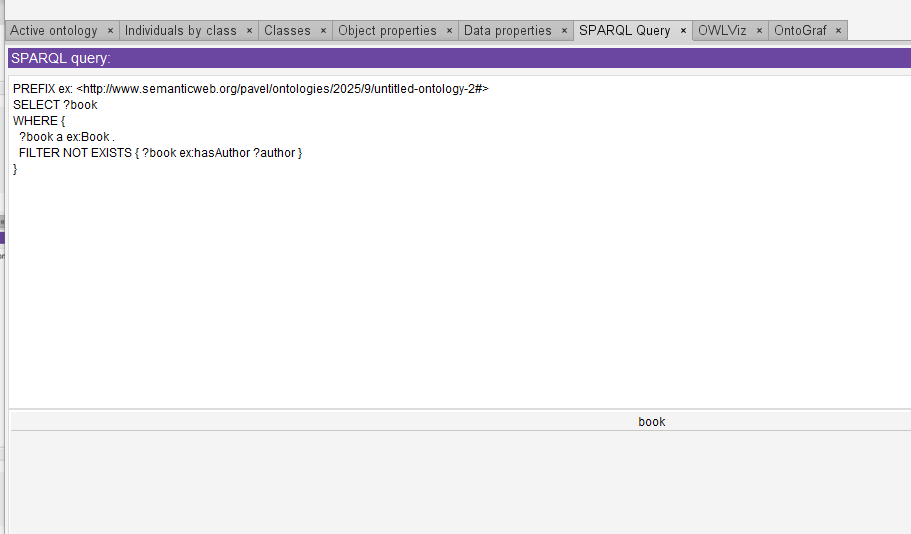 Active ontology × Individuals by class × Classes × Object properties × Data properties × SPARQL Query × OWLViz × OntoGraf ×
SPARQL query:
PREFIX ex: <http://www.semanticweb.org/pavel/ontologies/2025/9/untitled-ontology-2#>
SELECT ?book
WHERE {
?book a ex:Book .
FILTER NOT EXISTS { ?book ex:hasAuthor ?author }
}
book